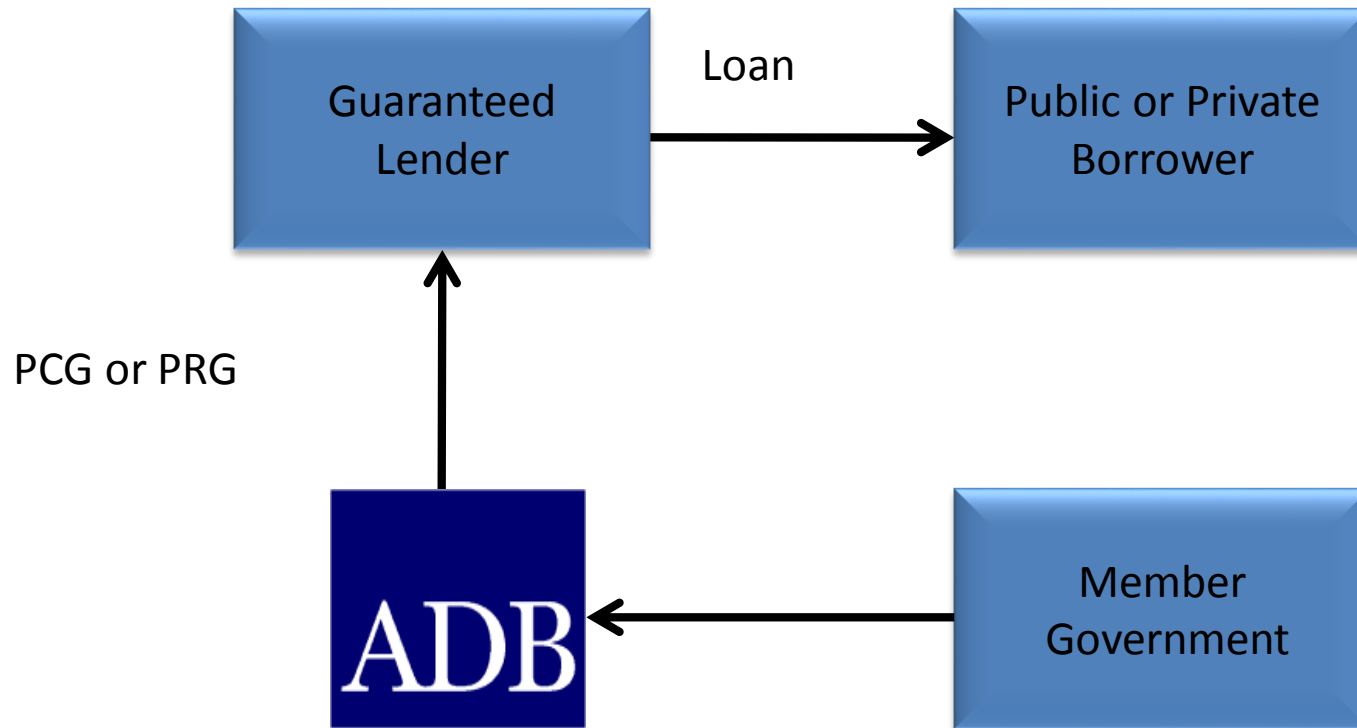 Guaranteed
Lender
Loan
Public or Private
Borrower
PCG or PRG
ADB
Member
Government